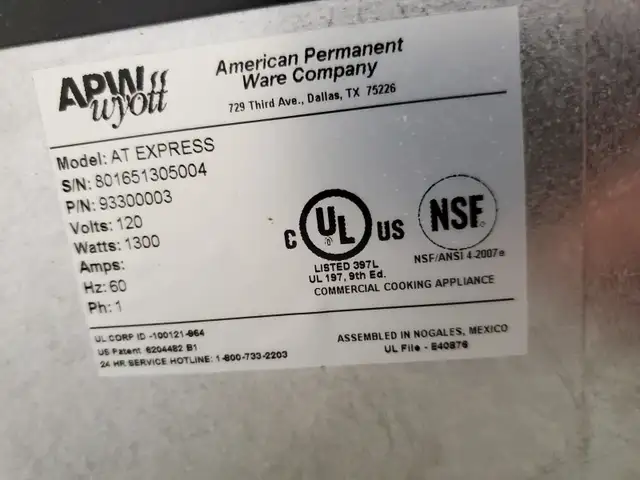 APW wyott
American Permanent
Ware Company
729 Third Ave., Dallas, TX 75226
Model: AT EXPRESS
S/N: 801651305004
P/N: 93300003
Volts: 120
Watts: 1300
Amps:
Hz: 60
Ph: 1
C UL US
LISTED 397L
UL 197, 9th Ed.
NSF
NSF/ANSI 4-2007e
COMMERCIAL COOKING APPLIANCE
UL CORP ID -100121-864
US Patent 6204482 B1
24 HR SERVICE HOTLINE: 1-800-733-2203
ASSEMBLED IN NOGALES, MEXICO
UL File - E40876